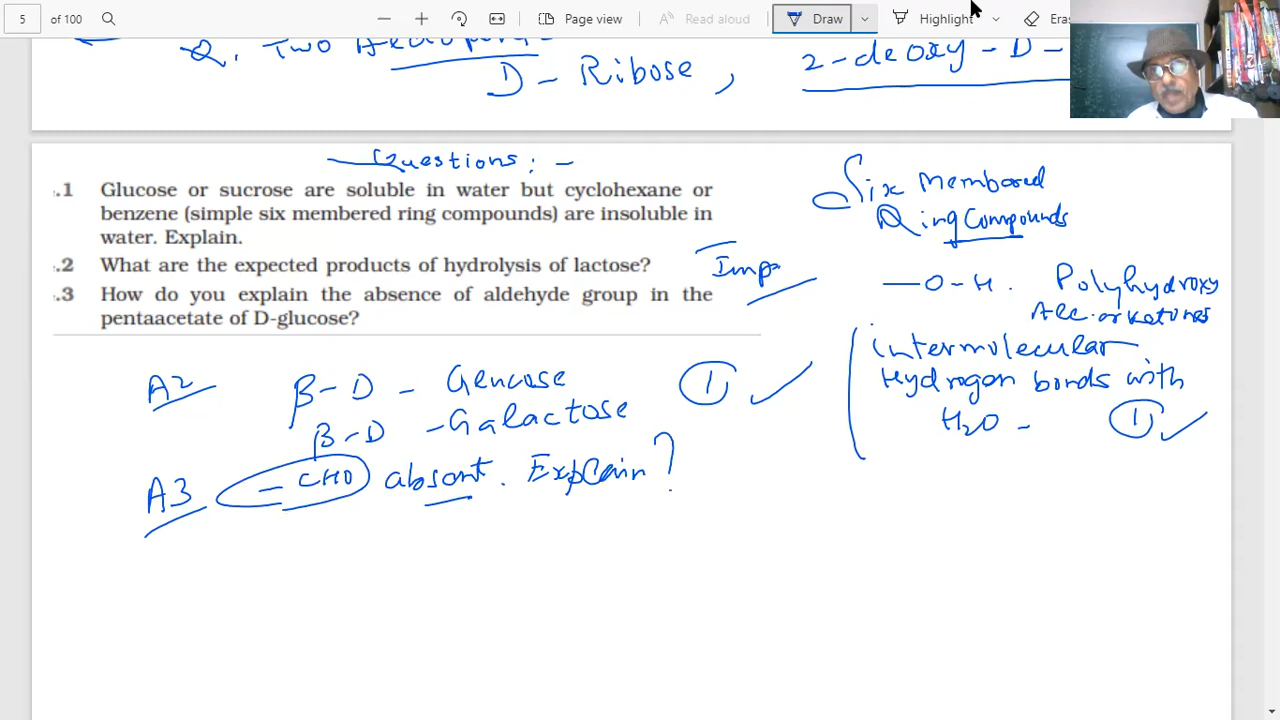 5 of 100 Page view Read aloud Draw Highlight Eras
Q. Two
D - Ribose , 2-deoxy-D-
Questions : -
.1 Glucose or sucrose are soluble in water but cyclohexane or
benzene (simple six membered ring compounds) are insoluble in
water. Explain.
.2 What are the expected products of hydrolysis of lactose?
.3 How do you explain the absence of aldehyde group in the
pentaacetate of D-glucose?
Imp
Six Membared
Ring Compounds
—O-H . Polyhydroxy
or ketones
intermolecular
Hydrogen bonds with
H2O - 1
A2 β-D - Glucose 1
β-D - Galactose
A3 - CHO absent. Explain ?